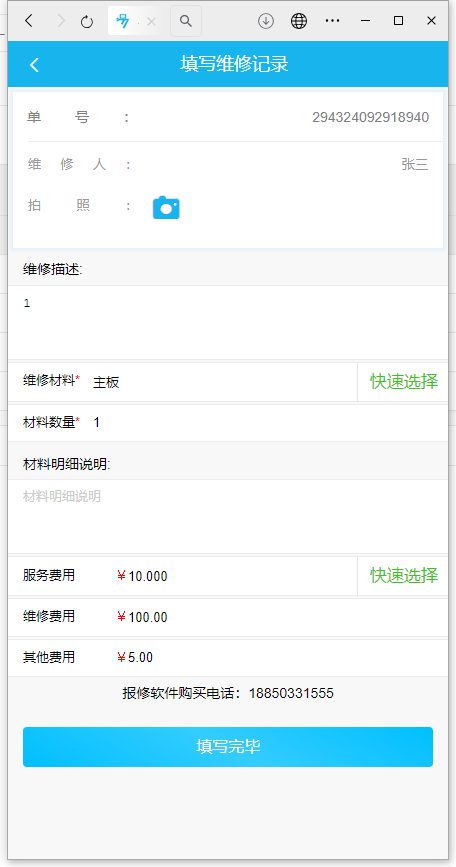 填写维修记录
单 号 : 294324092918940
维 修 人 : 张三
拍 照 :
维修描述:
1
维修材料* 主板 快速选择
材料数量* 1
材料明细说明:
材料明细说明
服务费用 ￥10.000 快速选择
维修费用 ￥100.00
其他费用 ￥5.00
报修软件购买电话：18850331555
填写完毕